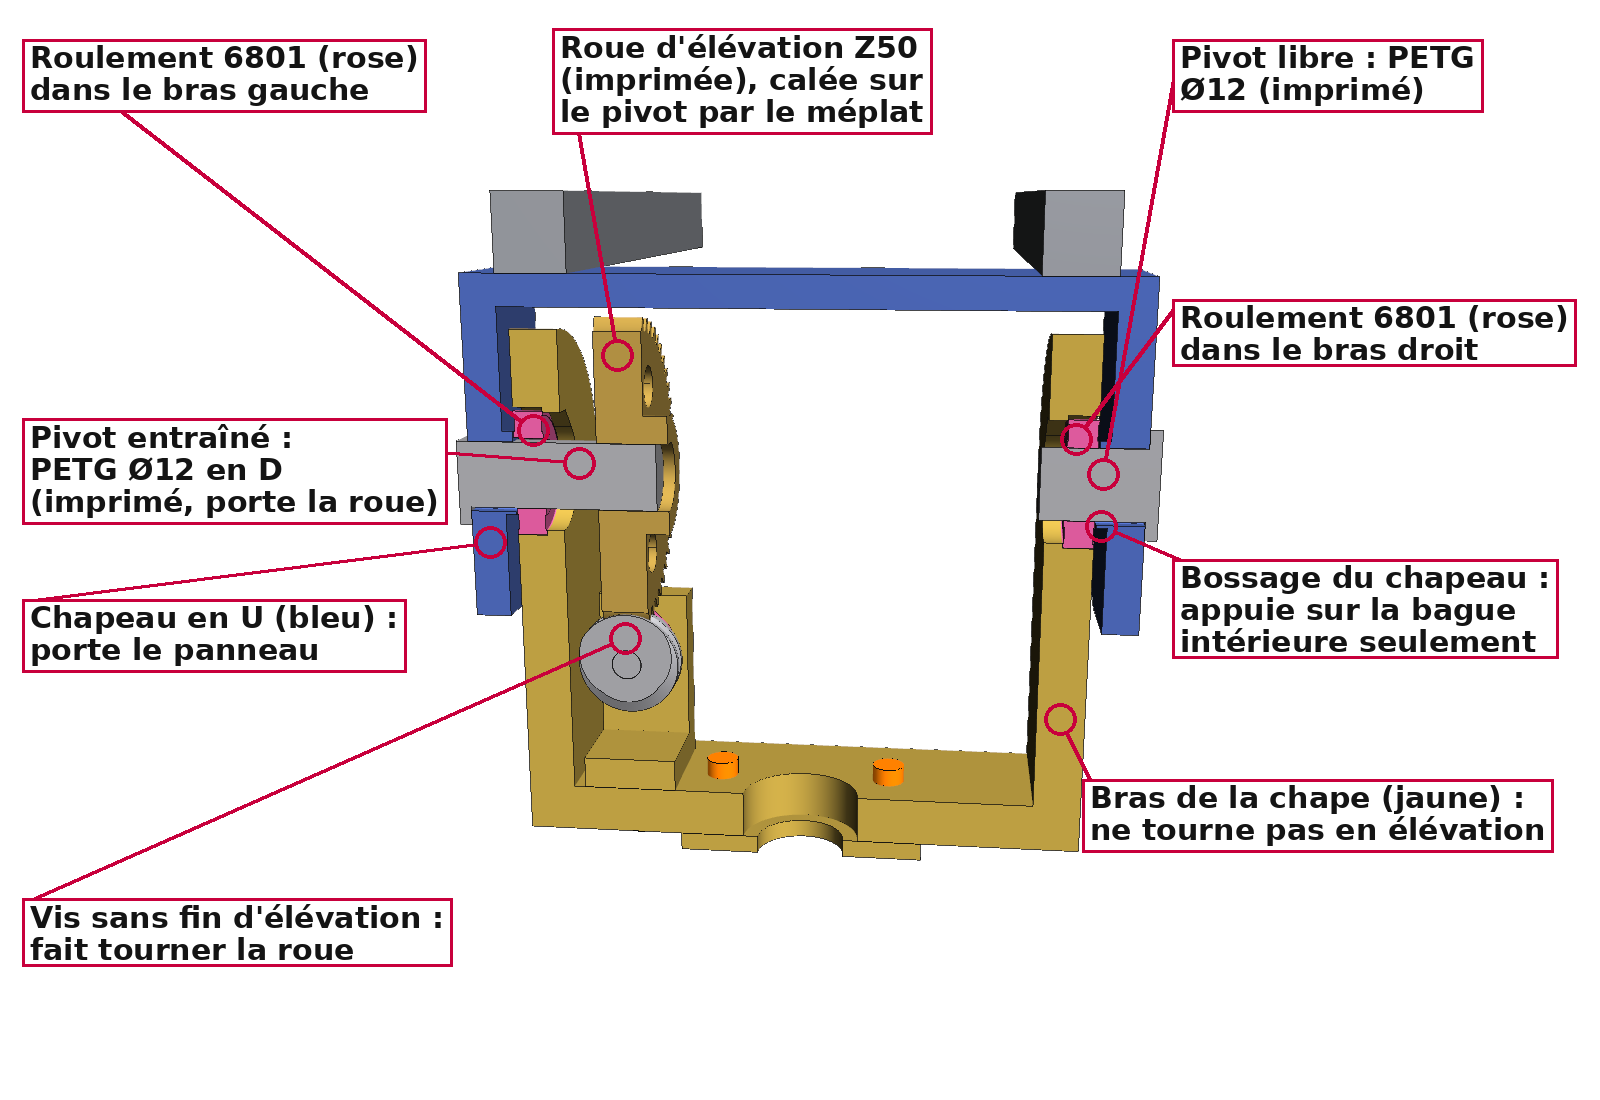 Roulement 6801 (rose)
dans le bras gauche
Roue d'élévation Z50
(imprimée), calée sur
le pivot par le méplat
Pivot libre : PETG
Ø12 (imprimé)
Roulement 6801 (rose)
dans le bras droit
Pivot entraîné :
PETG Ø12 en D
(imprimé, porte la roue)
Bossage du chapeau :
appuie sur la bague
intérieure seulement
Chapeau en U (bleu) :
porte le panneau
Bras de la chape (jaune) :
ne tourne pas en élévation
Vis sans fin d'élévation :
fait tourner la roue